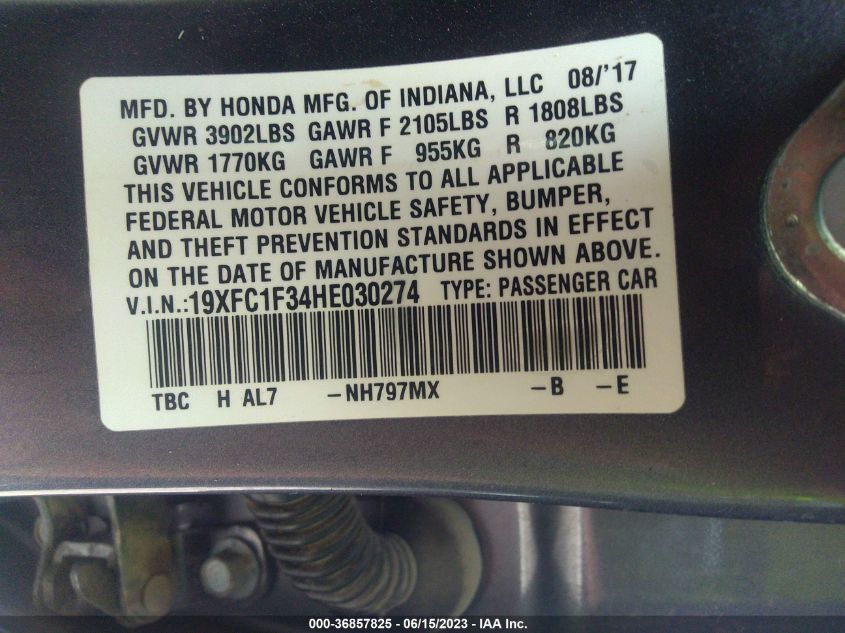 MFD. BY HONDA MFG. OF INDIANA, LLC 08/'17
GVWR 3902LBS GAWR F 2105LBS R 1808LBS
GVWR 1770KG GAWR F 955KG R 820KG
THIS VEHICLE CONFORMS TO ALL APPLICABLE
FEDERAL MOTOR VEHICLE SAFETY, BUMPER,
AND THEFT PREVENTION STANDARDS IN EFFECT
ON THE DATE OF MANUFACTURE SHOWN ABOVE.
V.I.N.:19XFC1F34HE030274 TYPE: PASSENGER CAR
TBC H AL7 -NH797MX -B -E
000-36857825 - 06/15/2023 - IAA Inc.